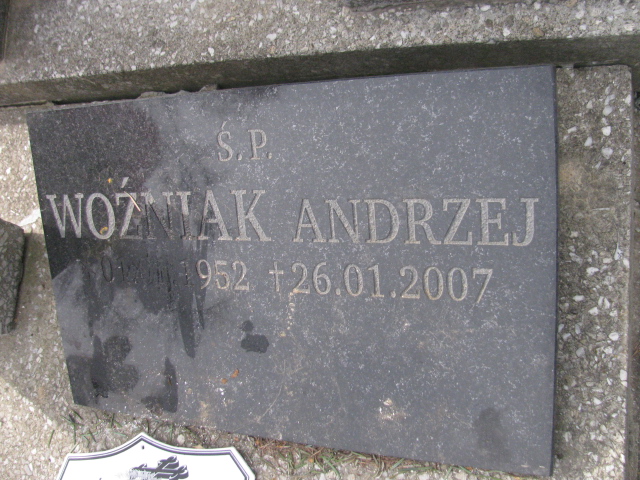 Ś.P.
WOŹNIAK ANDRZEJ
1952 † 26.01.2007